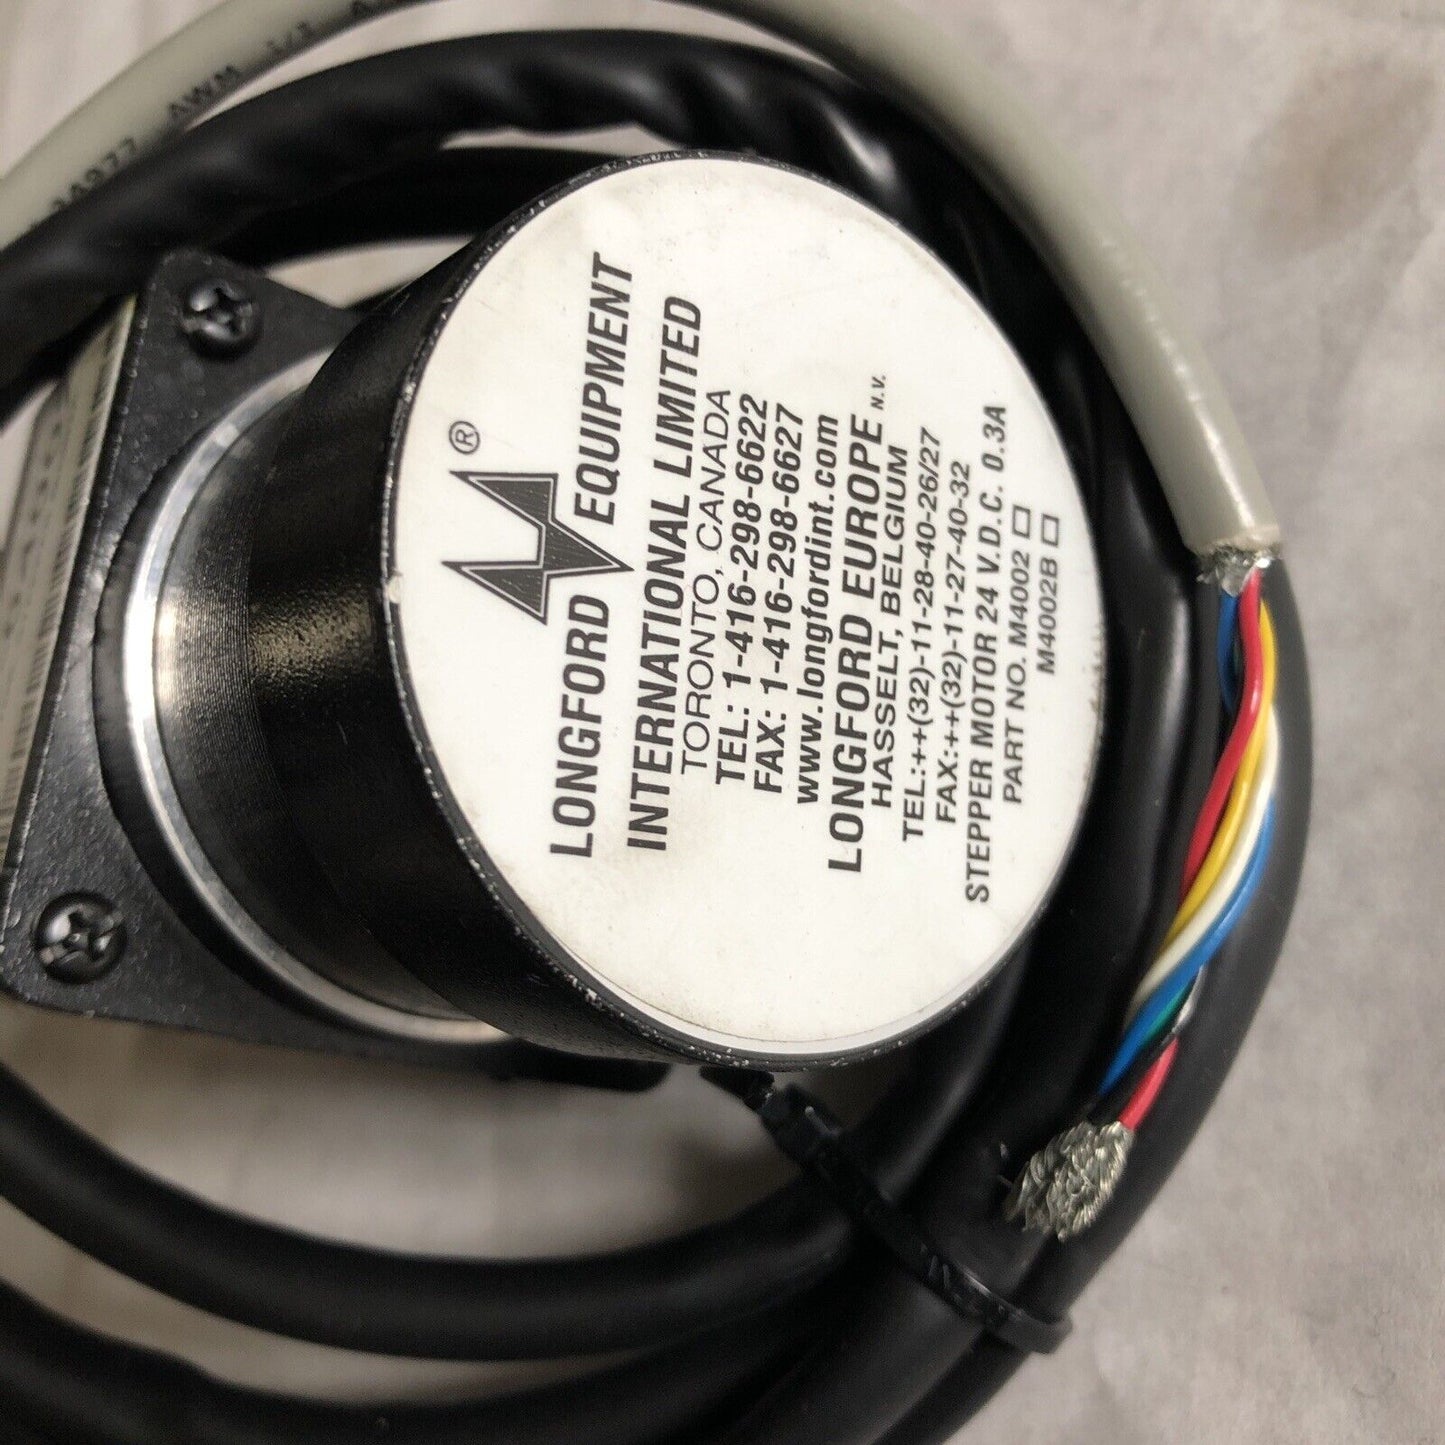 ®
LONGFORD EQUIPMENT
INTERNATIONAL LIMITED
TORONTO, CANADA
TEL: 1-416-298-6622
FAX: 1-416-298-6627
www.longfordint.com
LONGFORD EUROPE N.V.
HASSELT, BELGIUM
TEL:++(32)-11-28-40-26/27
FAX:++(32)-11-27-40-32
STEPPER MOTOR 24 V.D.C. 0.3A
PART NO. M4002 □
M4002B □
AWM